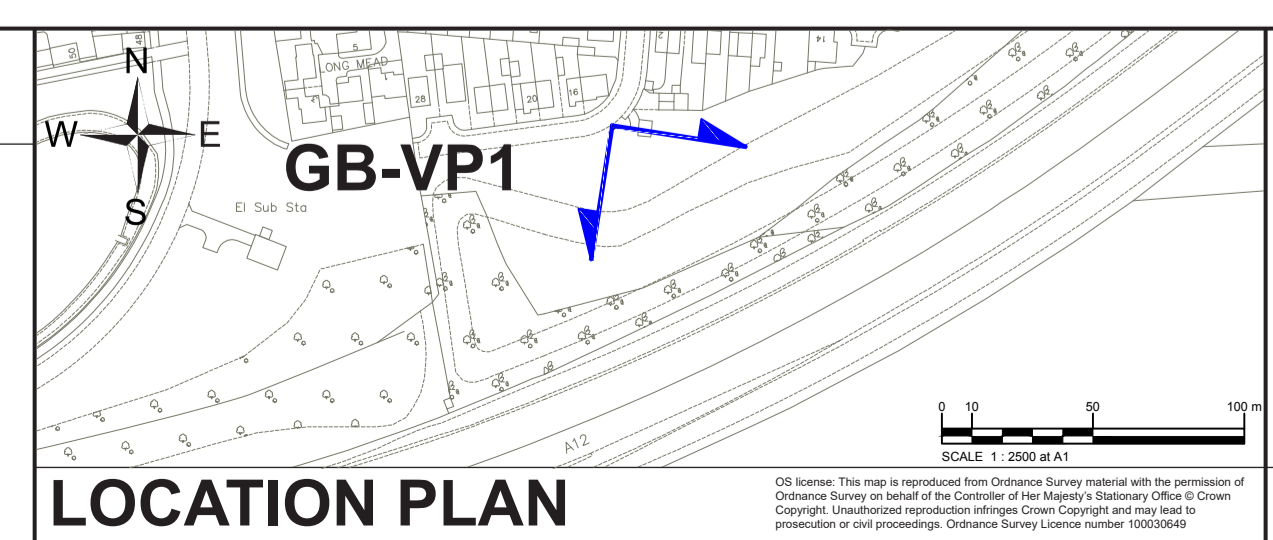 50
48
5
2
14
N
LONG MEAD
28
20
16
W
E
GB-VP1
S
El Sub Sta
0 10 50 100 m
A12
SCALE 1 : 2500 at A1
LOCATION PLAN
OS license: This map is reproduced from Ordnance Survey material with the permission of
Ordnance Survey on behalf of the Controller of Her Majesty's Stationary Office © Crown
Copyright. Unauthorized reproduction infringes Crown Copyright and may lead to
prosecution or civil proceedings. Ordnance Survey Licence number 100030649